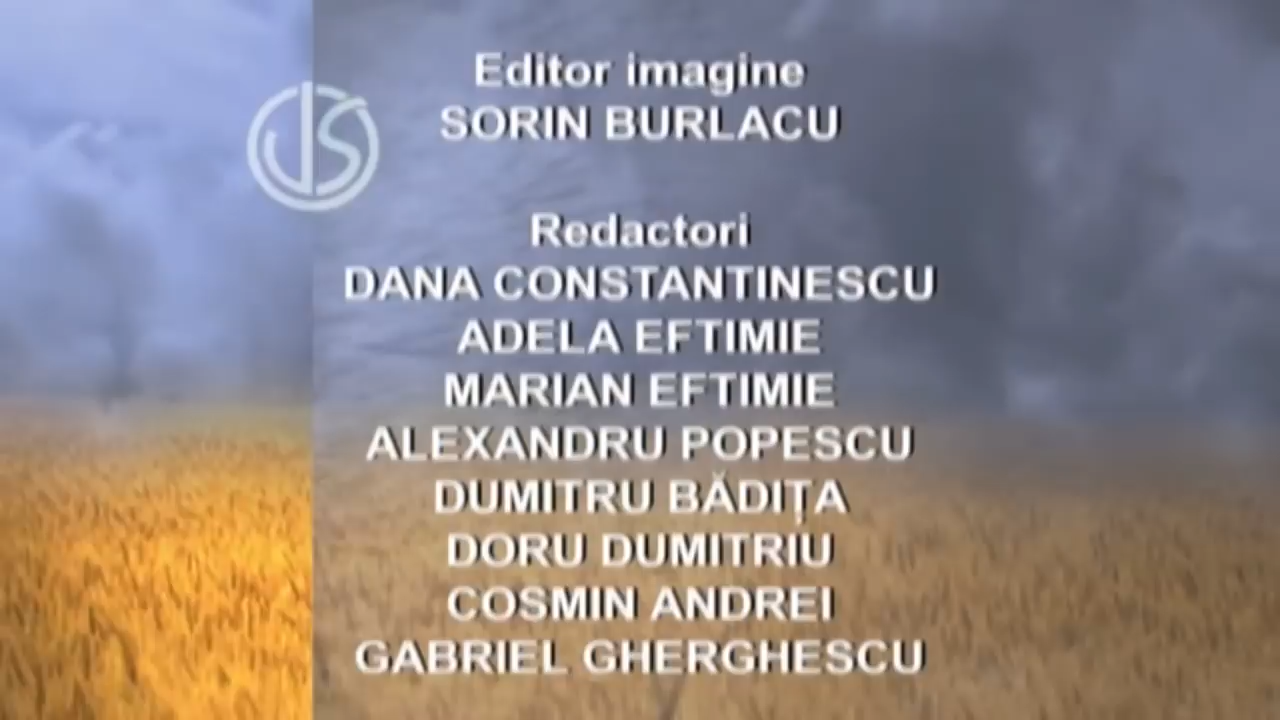 Editor imagine
SORIN BURLACU
Redactori
DANA CONSTANTINESCU
ADELA EFTIMIE
MARIAN EFTIMIE
ALEXANDRU POPESCU
DUMITRU BĂDIȚA
DORU DUMITRIU
COSMIN ANDREI
GABRIEL GHERGHESCU